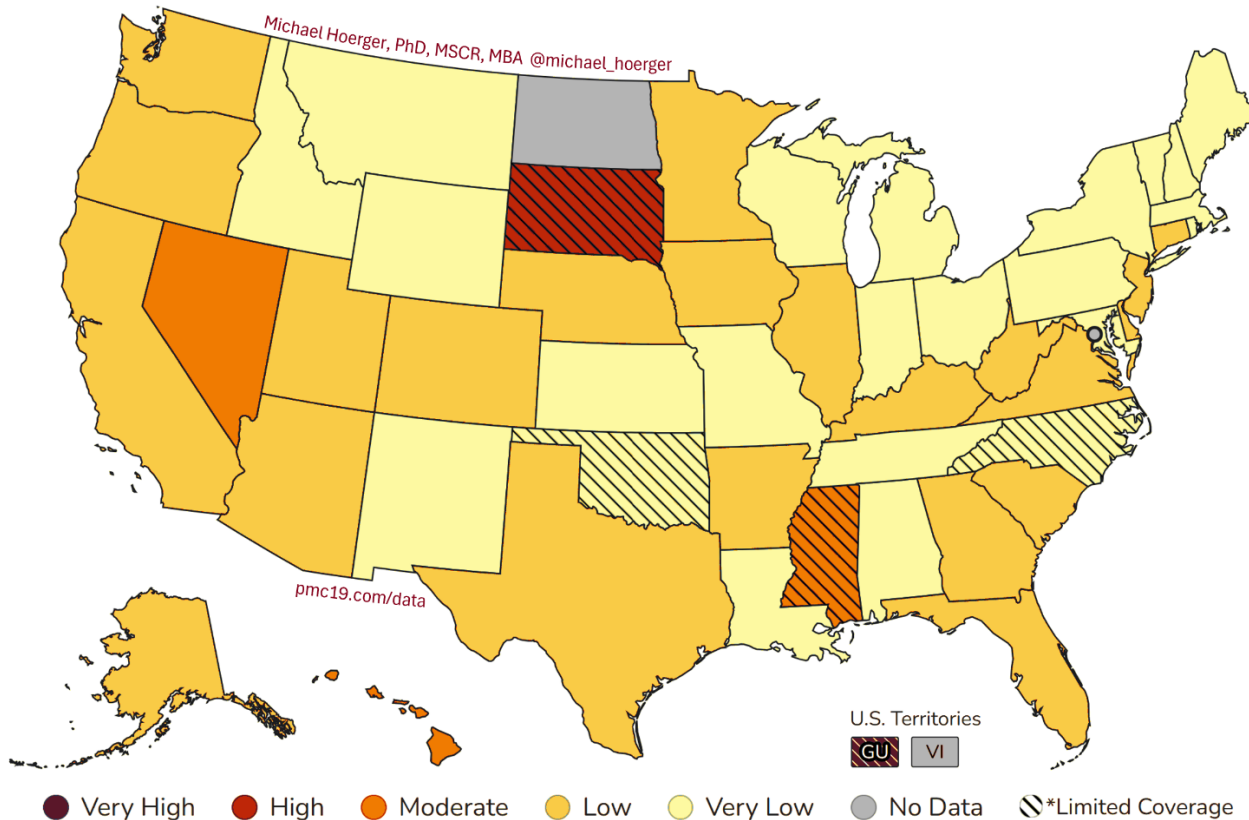 Michael Hoerger, PhD, MSCR, MBA @michael_hoerger
pmc19.com/data
U.S. Territories
GU VI
Very High High Moderate Low Very Low No Data *Limited Coverage